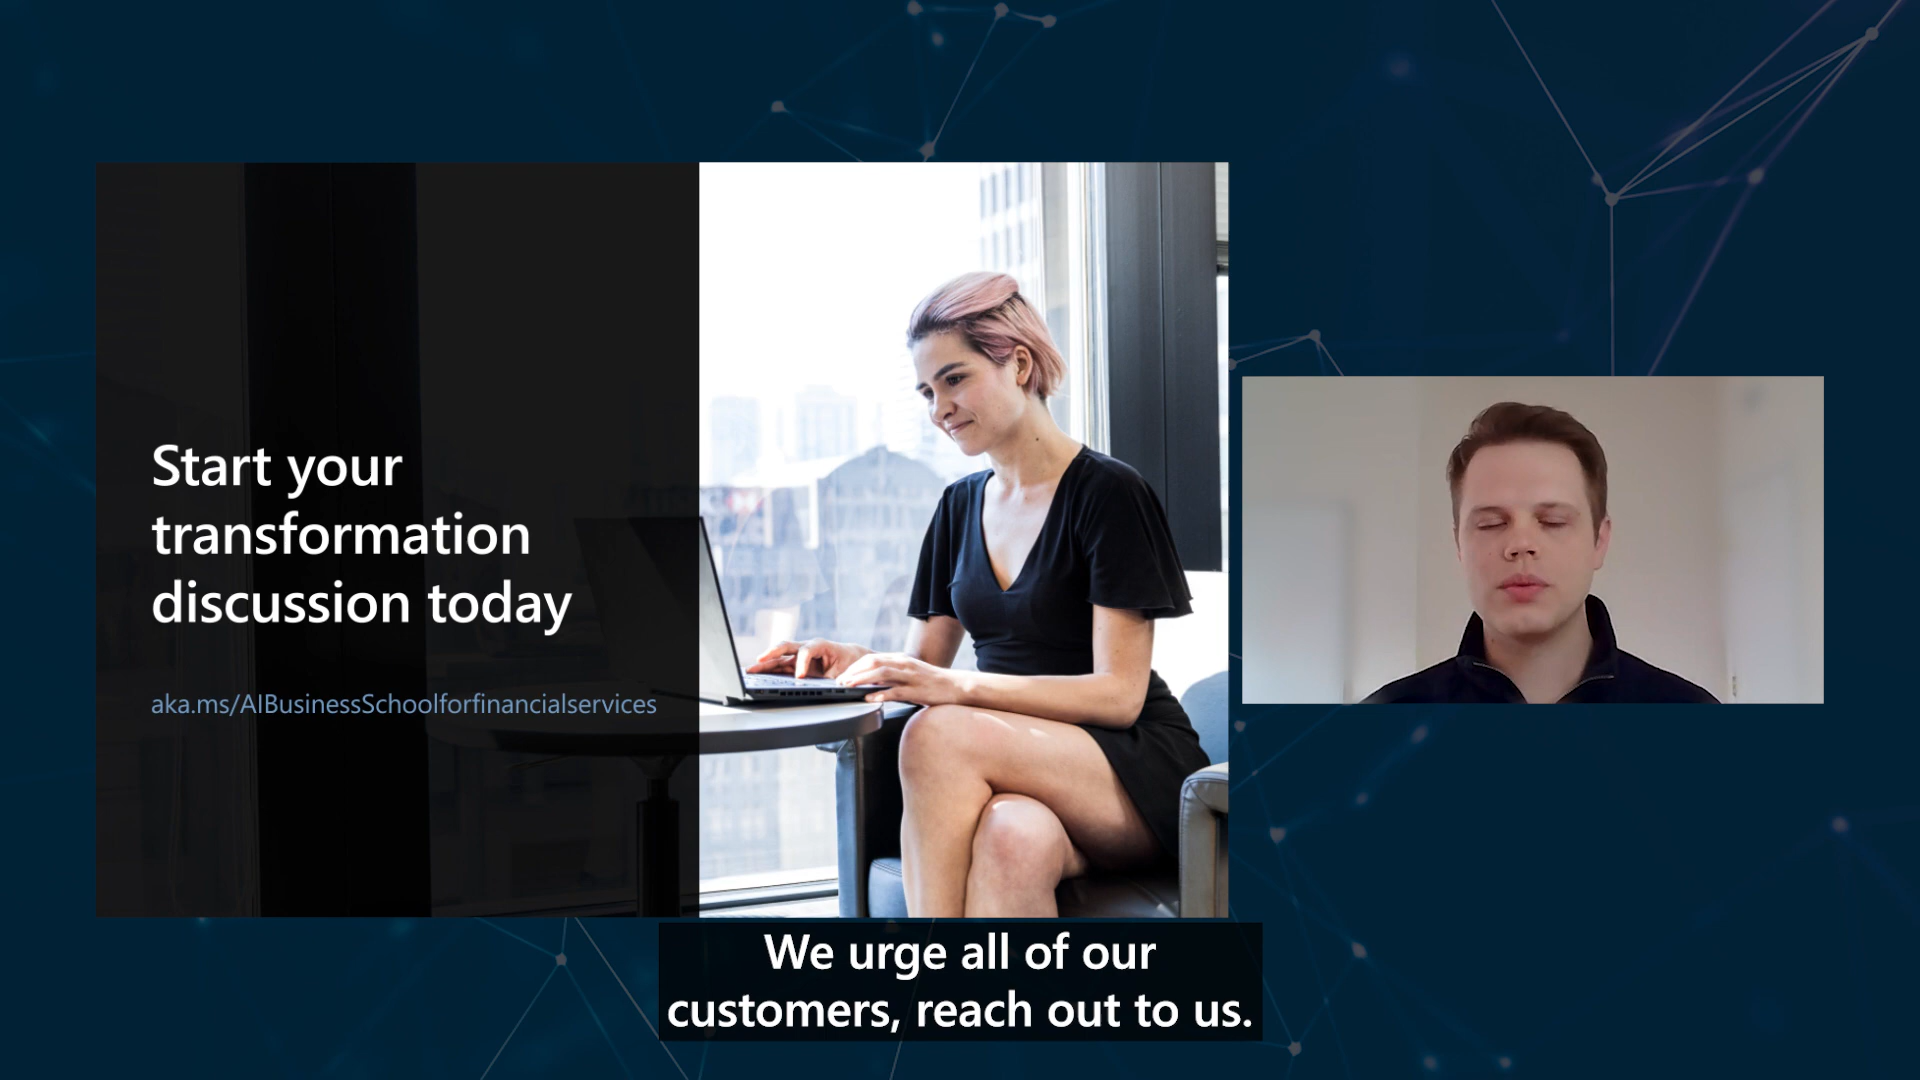 Start your
transformation
discussion today
aka.ms/AIBusinessSchoolforfinancialservices
We urge all of our
customers, reach out to us.